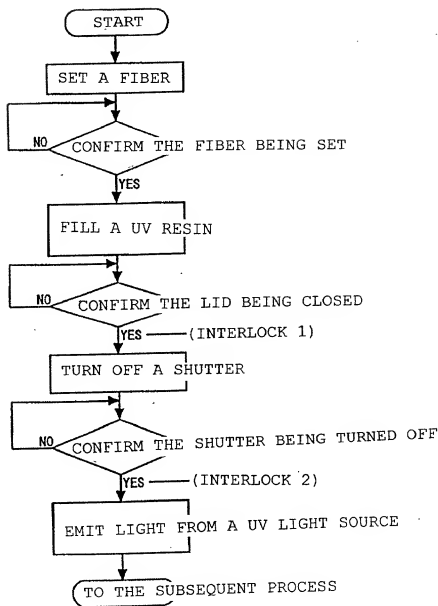 START
SET A FIBER
CONFIRM THE FIBER BEING SET
NO
YES
FILL A UV RESIN
CONFIRM THE LID BEING CLOSED
NO
YES (INTERLOCK 1)
TURN OFF A SHUTTER
CONFIRM THE SHUTTER BEING TURNED OFF
NO
YES (INTERLOCK 2)
EMIT LIGHT FROM A UV LIGHT SOURCE
TO THE SUBSEQUENT PROCESS